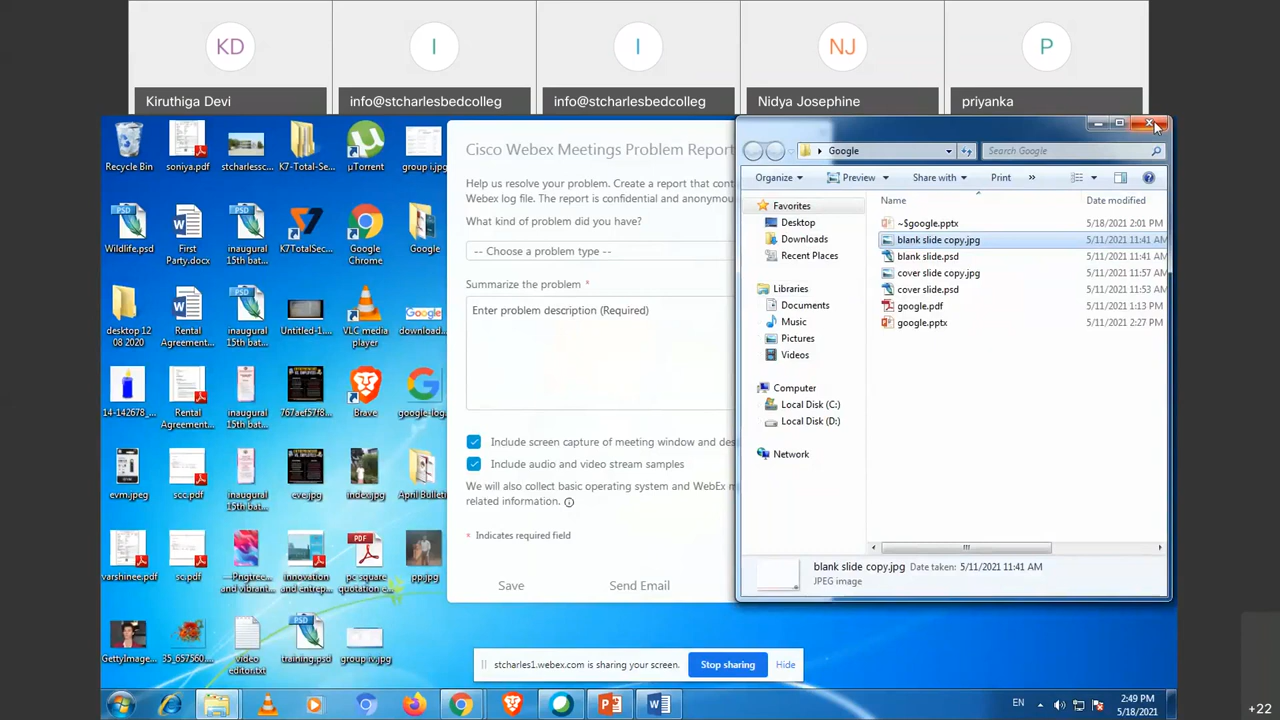 KD
I
I
NJ
P
Kiruthiga Devi
info@stcharlesbedcolleg
info@stcharlesbedcolleg
Nidya Josephine
priyanka
Recycle Bin
soniya.pdf
stcharlessc...
K7-Total-Se...
µTorrent
group i.jpg
Wildlife.psd
First Party.docx
inaugural 15th bat...
K7TotalSec...
Google Chrome
Google
desktop 12 08 2020
Rental Agreement...
inaugural 15th bat...
Untitled-1....
VLC media player
download...
14-142678_...
Rental Agreement...
inaugural 15th bat...
767aef57f8...
Brave
google-log...
evm.jpeg
scc.pdf
inaugural 15th bat...
eve.jpg
index.jpg
April Bulletin
varshinee.pdf
sc.pdf
—Pngtree... and vibrant...
innovation and entrep...
pc square quotation c...
pp.jpg
GettyImage...
35_657560...
video editor.txt
training.psd
group iv.jpg
Cisco Webex Meetings Problem Report
Help us resolve your problem. Create a report that cont
Webex log file. The report is confidential and anonymou
What kind of problem did you have?
-- Choose a problem type --
Summarize the problem *
Enter problem description (Required)
Include screen capture of meeting window and des
Include audio and video stream samples
We will also collect basic operating system and WebEx m
related information.
* Indicates required field
Save
Send Email
Google
Search Google
Organize
Preview
Share with
Print
»
Favorites
Desktop
Downloads
Recent Places
Libraries
Documents
Music
Pictures
Videos
Computer
Local Disk (C:)
Local Disk (D:)
Network
Name
Date modified
~$google.pptx
5/18/2021 2:01 PM
blank slide copy.jpg
5/11/2021 11:41 AM
blank slide.psd
5/11/2021 11:41 AM
cover slide copy.jpg
5/11/2021 11:57 AM
cover slide.psd
5/11/2021 11:53 AM
google.pdf
5/11/2021 1:13 PM
google.pptx
5/11/2021 2:27 PM
blank slide copy.jpg Date taken: 5/11/2021 11:41 AM
JPEG image
stcharles1.webex.com is sharing your screen.
Stop sharing
Hide
EN
2:49 PM
5/18/2021
+22